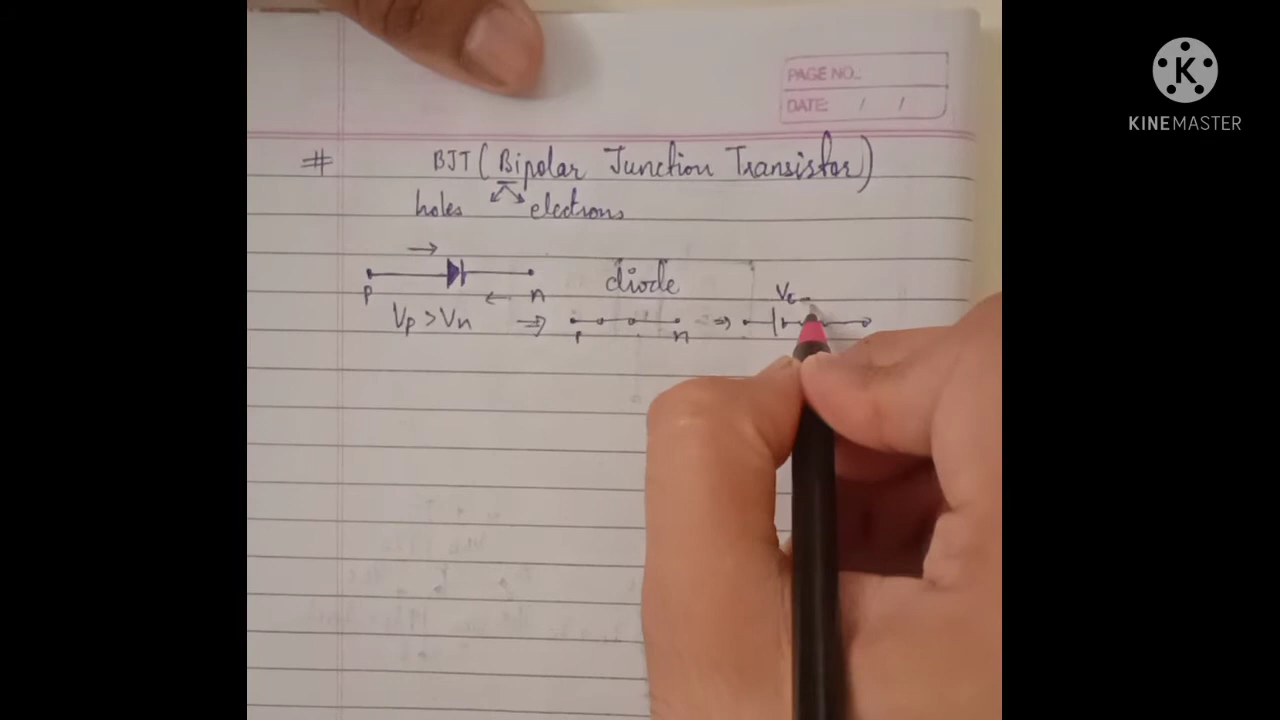 PAGE NO.:
DATE: / /
KINEMASTER
# BJT (Bipolar Junction Transistor)
holes electrons
diode
p n
Vp > Vn ⇒ p n ⇒